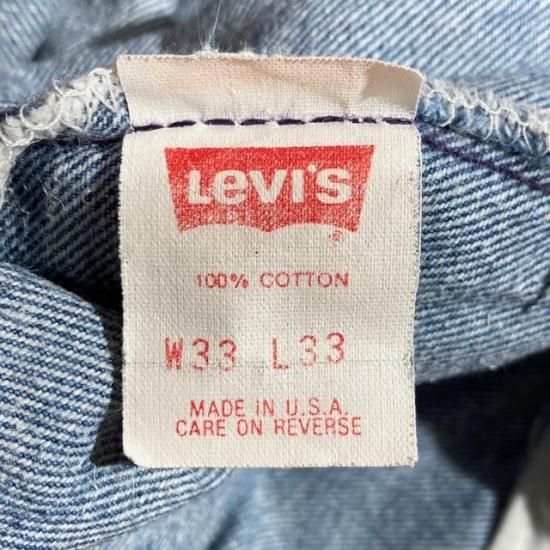 Levi's
®
100% COTTON
W33 L33
MADE IN U.S.A.
CARE ON REVERSE